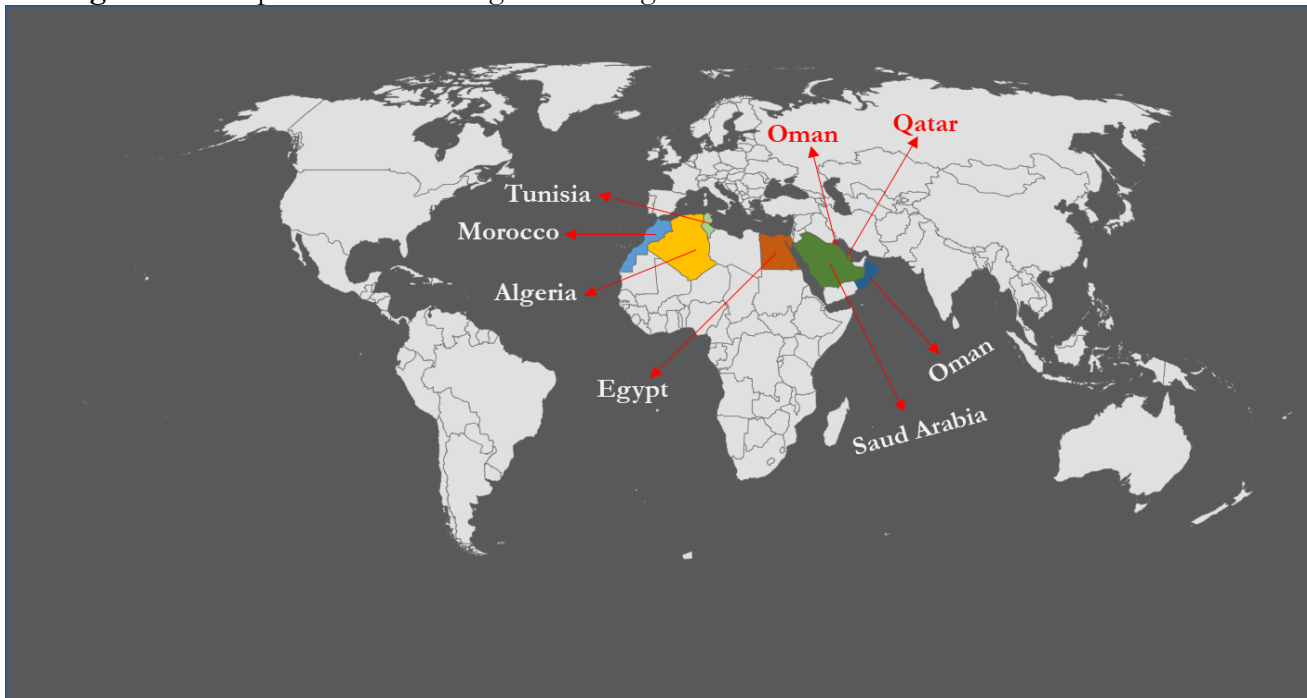 Oman
Qatar
Tunisia
Morocco
Algeria
Egypt
Oman
Saud Arabia